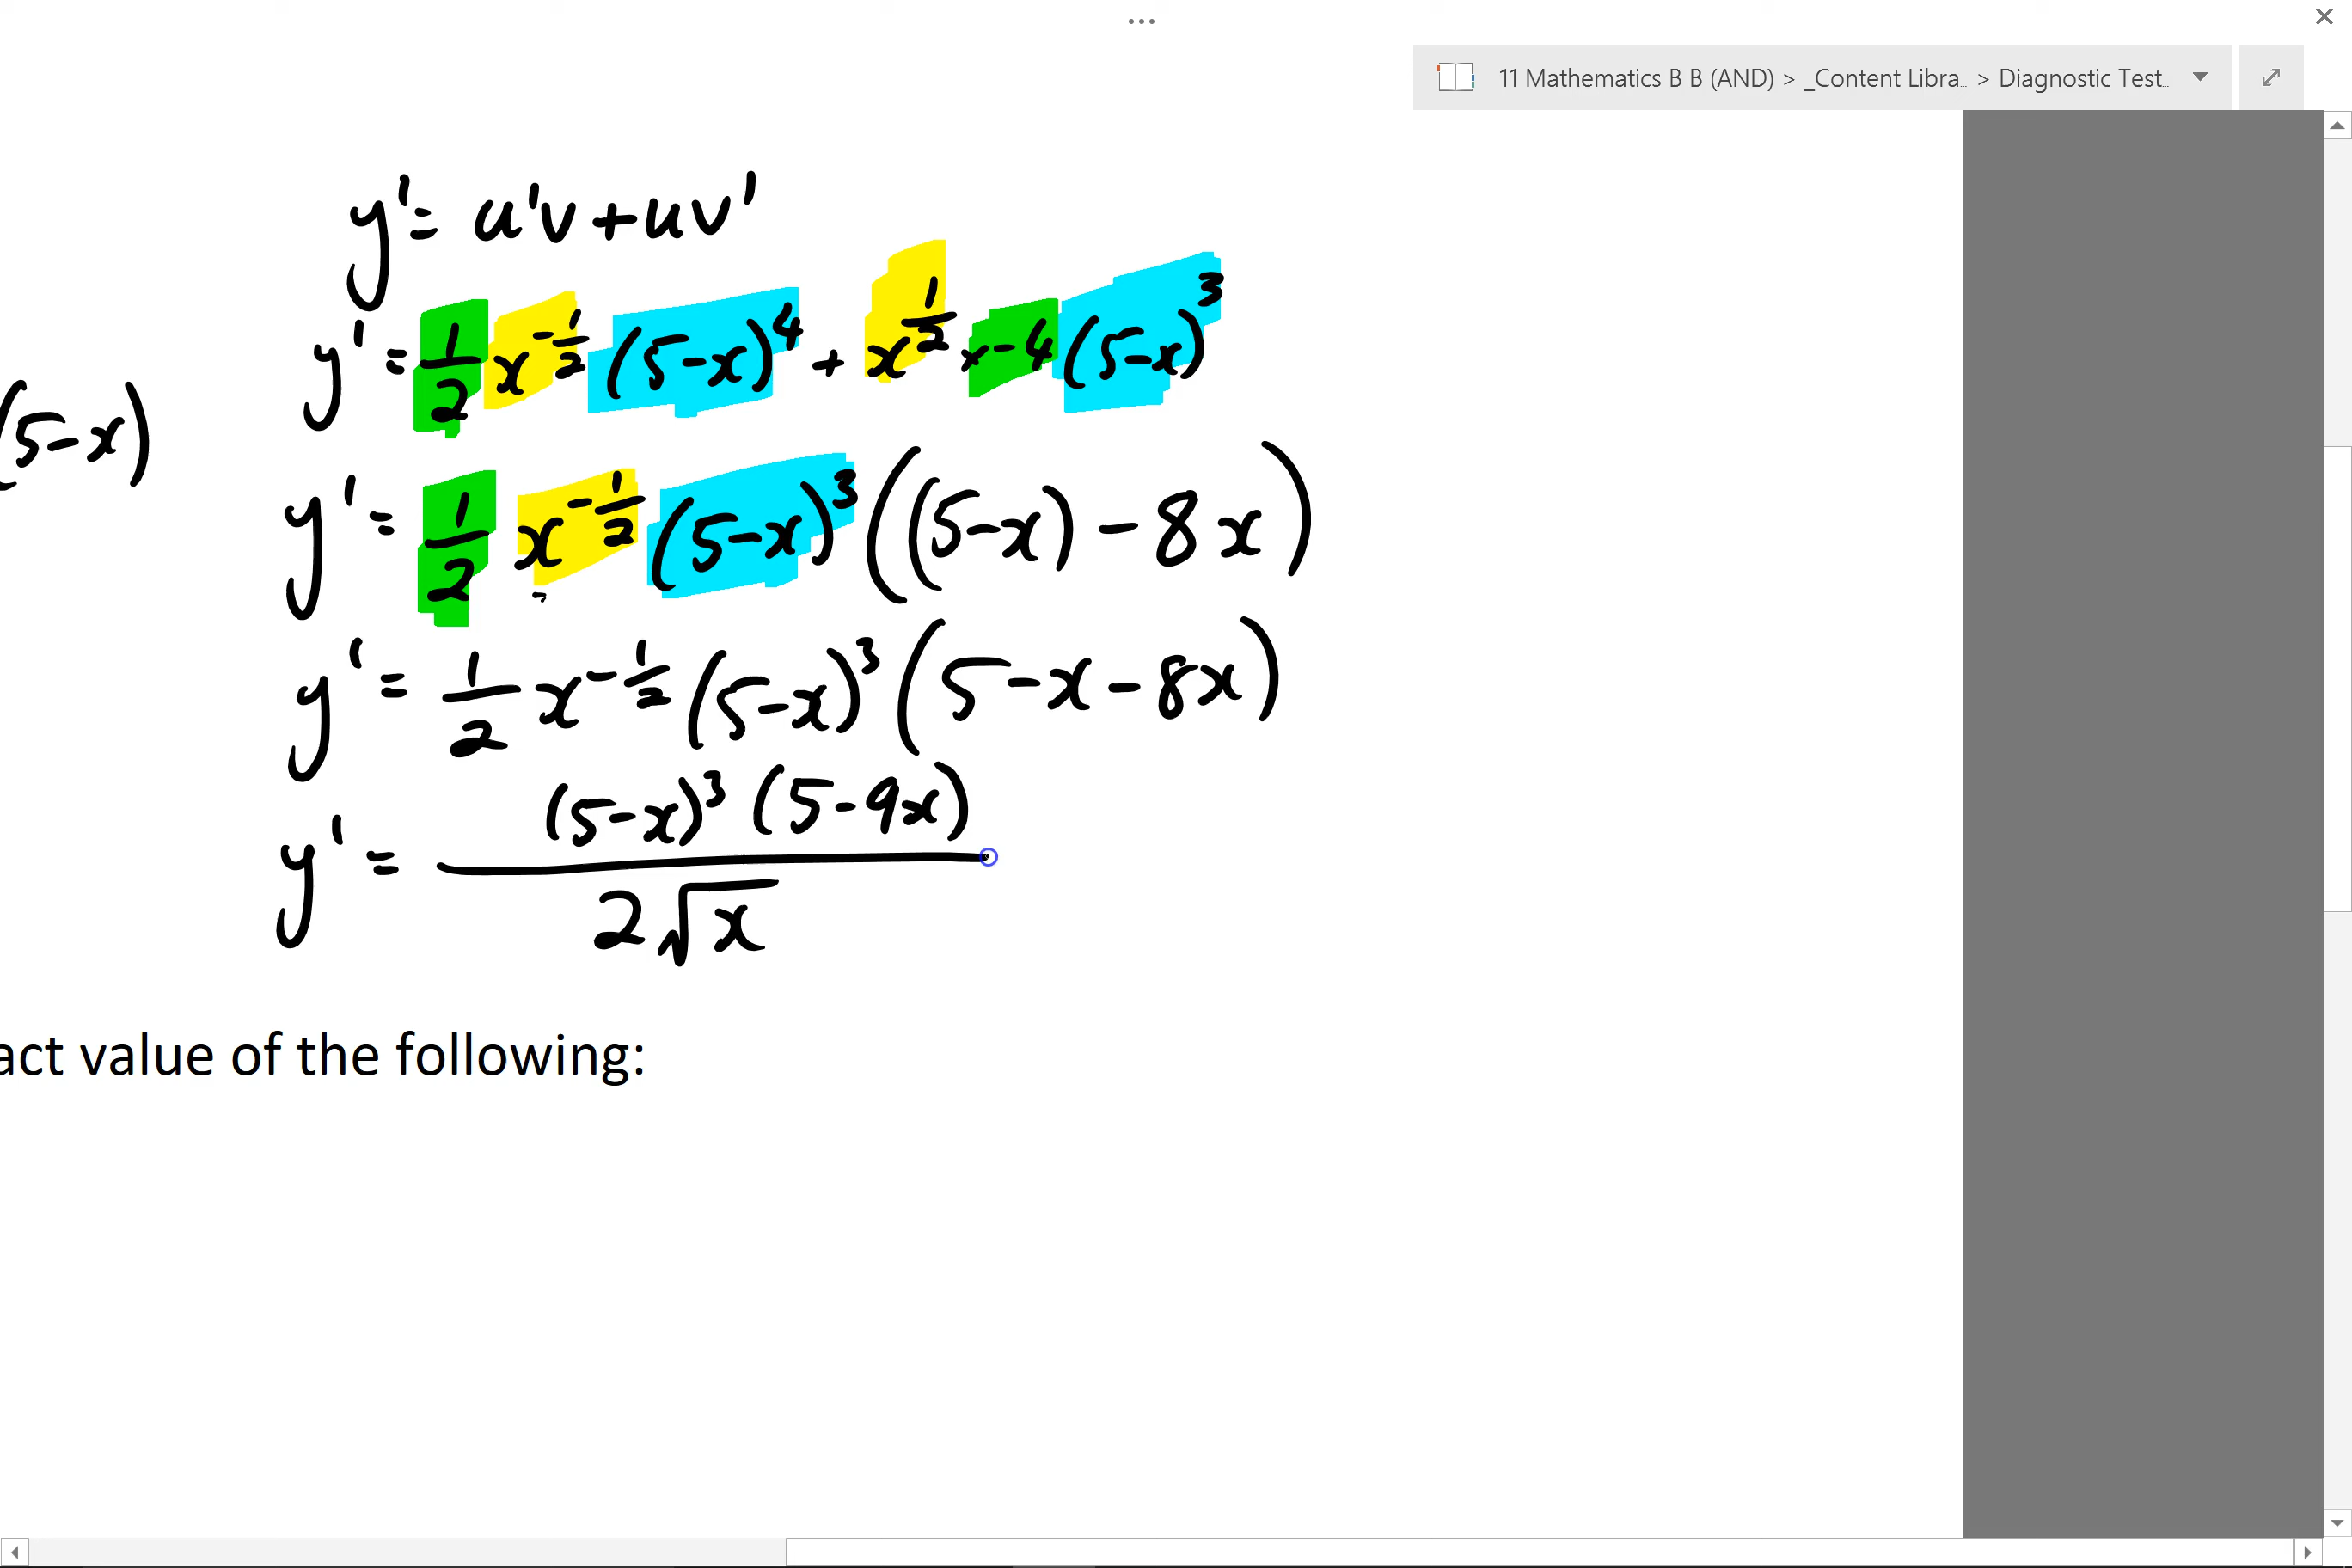 ...
11 Mathematics B B (AND) > _Content Libra... > Diagnostic Test...
y' = u'v + uv'
y' = 1/2 x^(-1/2) (5-x)^4 + x^(1/2) x -4 (5-x)^3
5-x)
y' = 1/2 x^(-1/2) (5-x)^3 ((5-x) - 8x)
y' = 1/2 x^(-1/2) (5-x)^3 (5-x-8x)
y' = (5-x)^3 (5-9x) / 2√x
act value of the following: